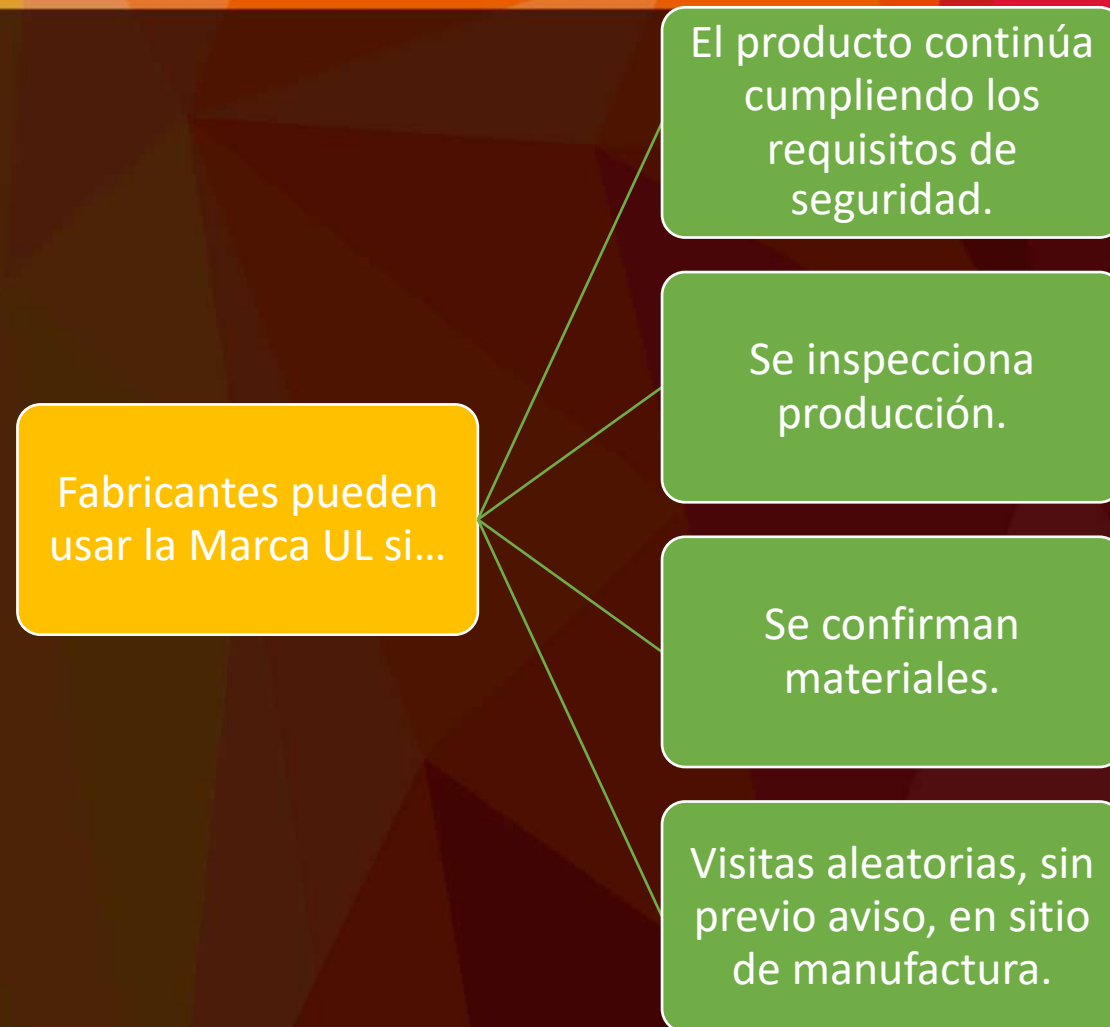 Fabricantes pueden
usar la Marca UL si...
El producto continúa
cumpliendo los
requisitos de
seguridad.
Se inspecciona
producción.
Se confirman
materiales.
Visitas aleatorias, sin
previo aviso, en sitio
de manufactura.